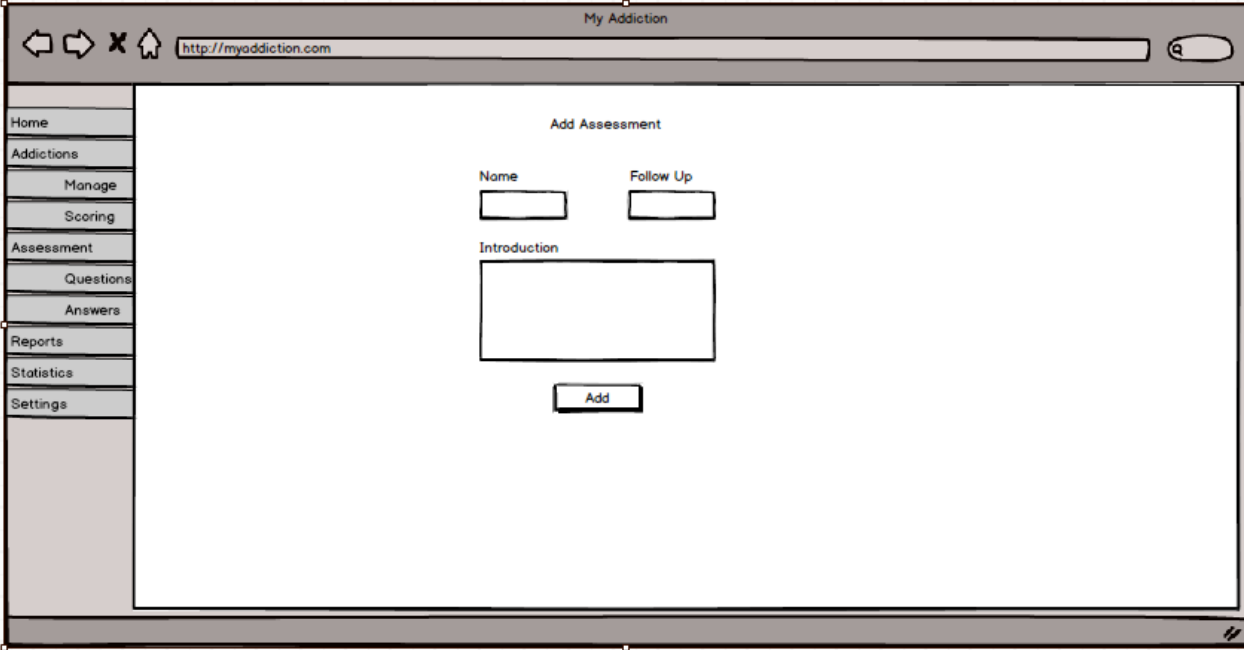 My Addiction
http://myaddiction.com
Home
Addictions
Manage
Scoring
Assessment
Questions
Answers
Reports
Statistics
Settings
Add Assessment
Name Follow Up
Introduction
Add